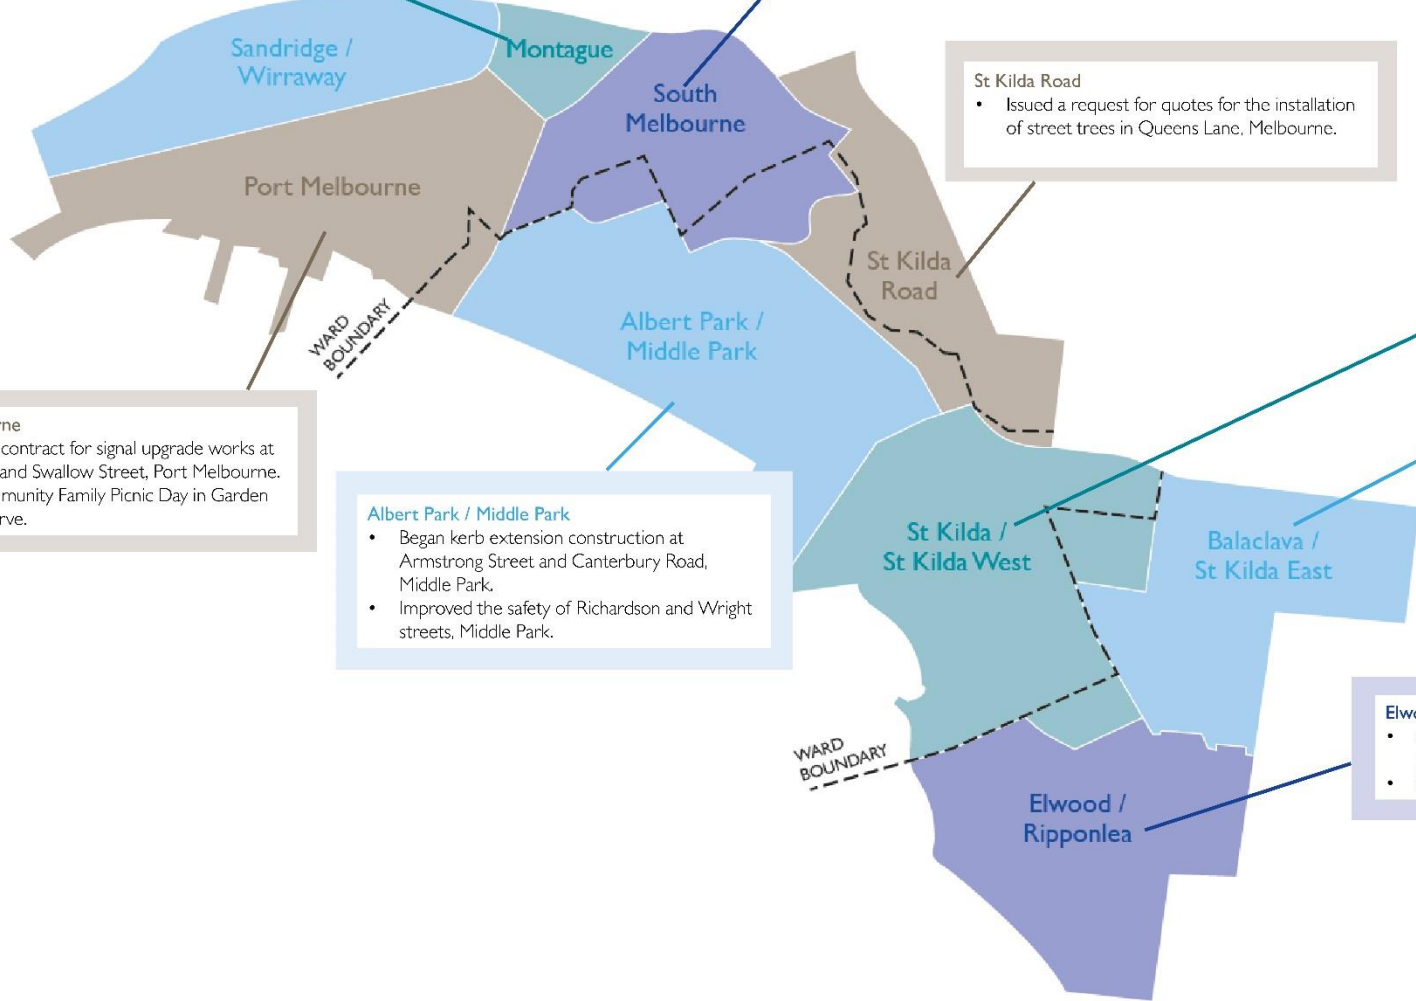 Sandridge /
Wirraway
Montague
South
Melbourne
Port Melbourne
St Kilda Road
• Issued a request for quotes for the installation
of street trees in Queens Lane, Melbourne.
St Kilda
Road
WARD
BOUNDARY
Albert Park /
Middle Park
contract for signal upgrade works at
and Swallow Street, Port Melbourne.
Family Picnic Day in Garden
Albert Park / Middle Park
• Began kerb extension construction at
Armstrong Street and Canterbury Road,
Middle Park.
• Improved the safety of Richardson and Wright
streets, Middle Park.
St Kilda /
St Kilda West
Balaclava /
St Kilda East
WARD
BOUNDARY
Elwood /
Ripponlea